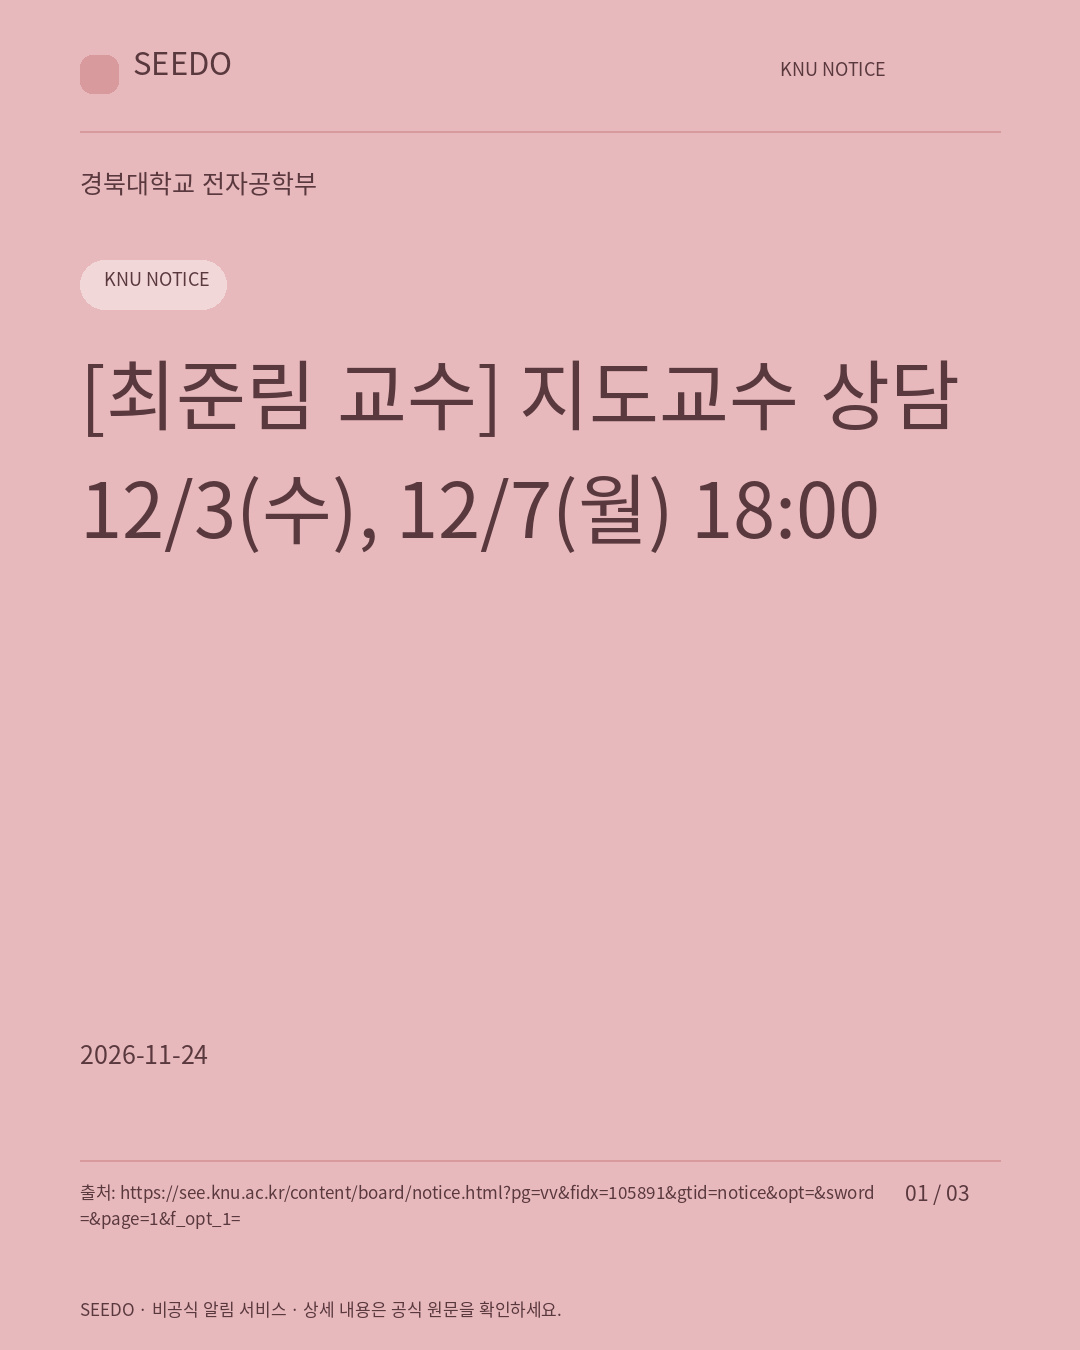 SEEDO
KNU NOTICE
경북대학교 전자공학부
KNU NOTICE
[최준림 교수] 지도교수 상담
12/3(수), 12/7(월) 18:00
2026-11-24
출처: https://see.knu.ac.kr/content/board/notice.html?pg=vv&fidx=105891&gtid=notice&opt=&sword
=&page=1&f_opt_1=
01 / 03
SEEDO · 비공식 알림 서비스 · 상세 내용은 공식 원문을 확인하세요.